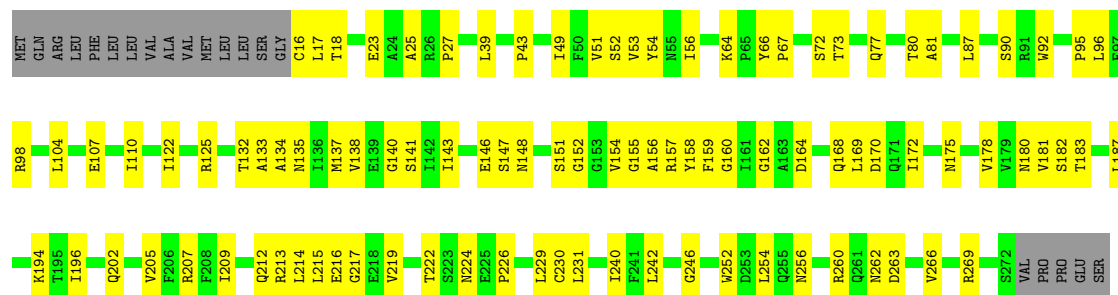 MET GLN ARG LEU PHE LEU LEU VAL ALA VAL MET LEU LEU SER GLY C16 L17 T18 E23 A24 A25 R26 P27 L39 P43 I49 F50 V51 S52 V53 Y54 N55 I56 K64 P65 Y66 P67 S72 T73 Q77 T80 A81 L87 S90 R91 W92 P95 L96 E97
R98 L104 E107 I110 I122 R125 T132 A133 A134 N135 I136 M137 V138 E139 G140 S141 I142 I143 E146 S147 N148 S151 G152 G153 V154 G155 A156 R157 Y158 F159 G160 I161 G162 A163 D164 Q168 L169 D170 Q171 I172 N175 V178 V179 N180 V181 S182 T183 L187
K194 T195 I196 Q202 V205 F206 R207 F208 I209 Q212 R213 L214 L215 E216 G217 E218 V219 T222 S223 N224 E225 P226 L229 C230 L231 I240 F241 L242 G246 W252 D253 L254 Q255 N256 R260 Q261 N262 D263 V266 R269 S272 VAL PRO PRO GLU SER